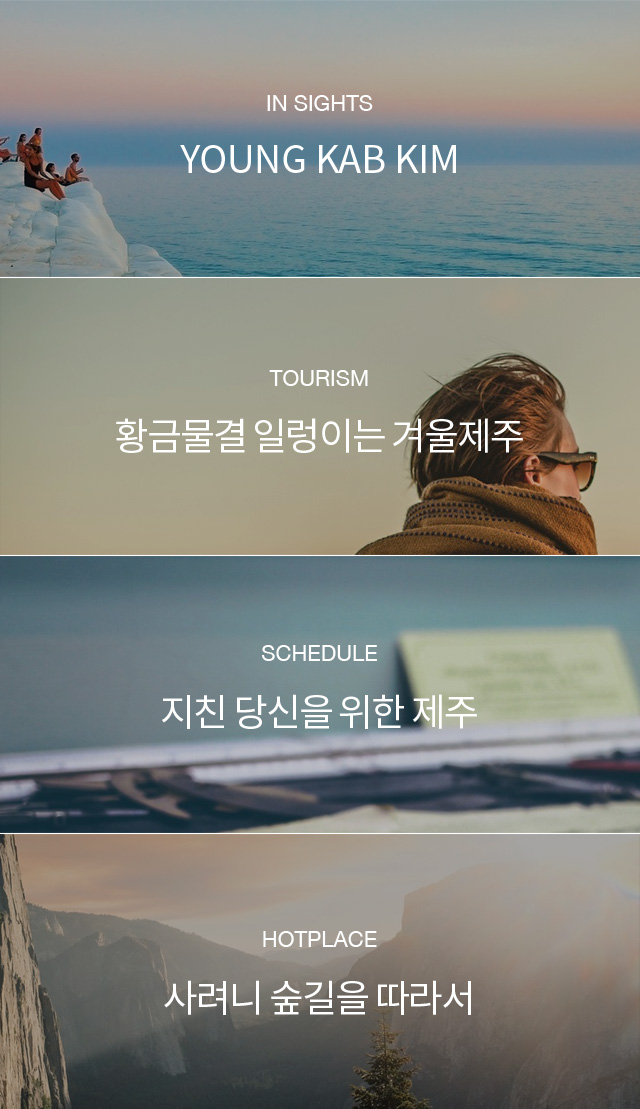 IN SIGHTS
YOUNG KAB KIM
TOURISM
황금물결 일렁이는 겨울제주
SCHEDULE
지친 당신을 위한 제주
HOTPLACE
사려니 숲길을 따라서